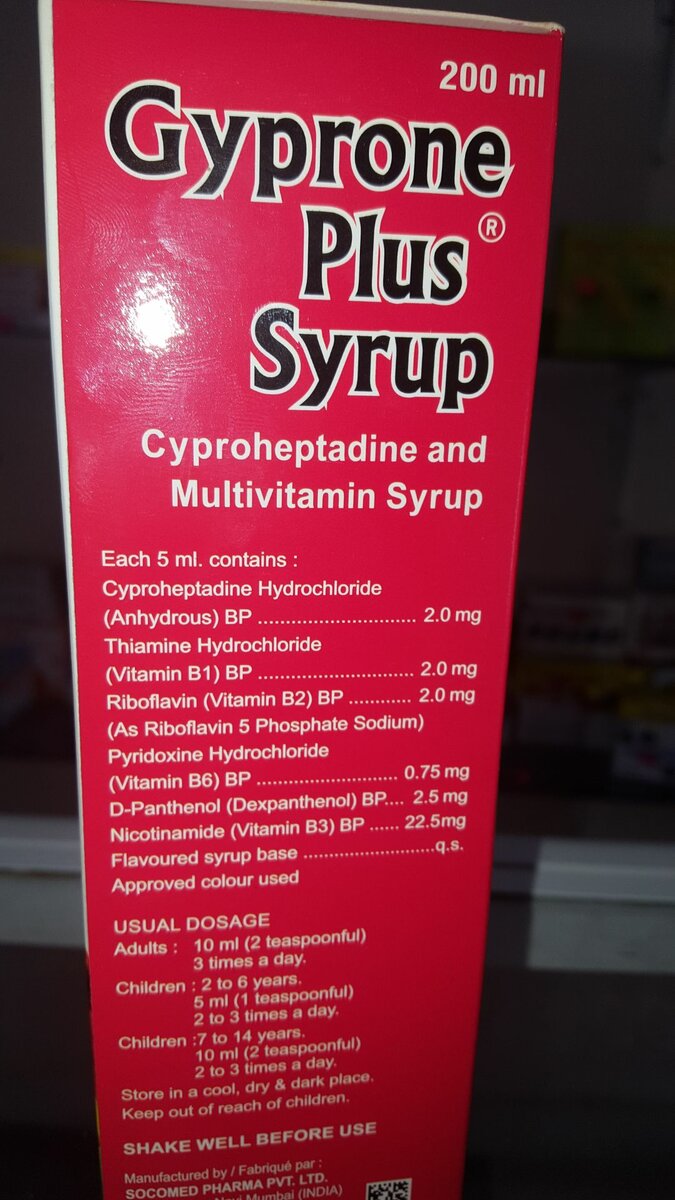 200 ml
Gyprone
Plus ®
Syrup
Cyproheptadine and
Multivitamin Syrup
Each 5 ml. contains :
Cyproheptadine Hydrochloride
(Anhydrous) BP ............................. 2.0 mg
Thiamine Hydrochloride
(Vitamin B1) BP ............................ 2.0 mg
Riboflavin (Vitamin B2) BP ............ 2.0 mg
(As Riboflavin 5 Phosphate Sodium)
Pyridoxine Hydrochloride
(Vitamin B6) BP .......................... 0.75 mg
D-Panthenol (Dexpanthenol) BP.... 2.5 mg
Nicotinamide (Vitamin B3) BP ...... 22.5mg
Flavoured syrup base .........................q.s.
Approved colour used
USUAL DOSAGE
Adults : 10 ml (2 teaspoonful)
3 times a day.
Children : 2 to 6 years.
5 ml (1 teaspoonful)
2 to 3 times a day.
Children :7 to 14 years.
10 ml (2 teaspoonful)
2 to 3 times a day.
Store in a cool, dry & dark place.
Keep out of reach of children.
SHAKE WELL BEFORE USE
Manufactured by / Fabriqué par :
SOCOMED PHARMA PVT. LTD.
Navi Mumbai (INDIA)